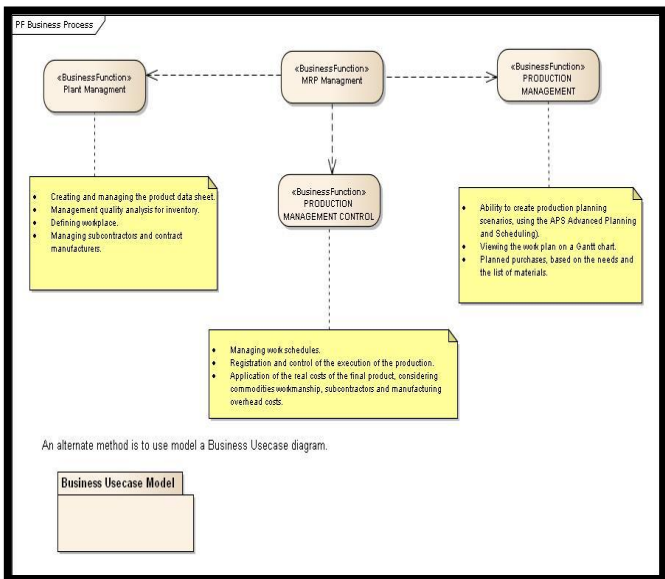 PF Business Process
«BusinessFunction»
Plant Managment
«BusinessFunction»
MRP Managment
«BusinessFunction»
PRODUCTION
MANAGEMENT
• Creating and managing the product data sheet.
• Management quality analysis for inventory.
• Defining workplace.
• Managing subcontractors and contract
manufacturers.
«BusinessFunction»
PRODUCTION
MANAGEMENT CONTROL
• Ability to create production planning
scenarios, using the APS Advanced Planning
and Scheduling).
• Viewing the work plan on a Gantt chart.
• Planned purchases, based on the needs and
the list of materials.
• Managing work schedules.
• Registration and control of the execution of the production.
• Application of the real costs of the final product, considering
commodities workmanship, subcontractors and manufacturing
overhead costs.
An alternate method is to use model a Business Usecase diagram.
Business Usecase Model